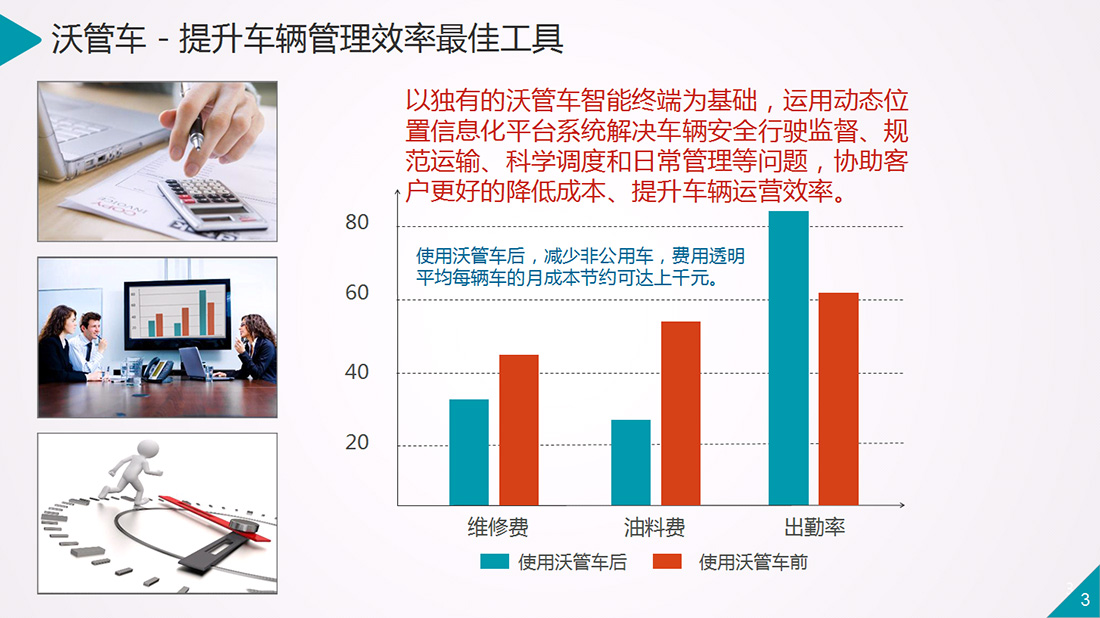 沃管车 - 提升车辆管理效率最佳工具
以独有的沃管车智能终端为基础，运用动态位
置信息化平台系统解决车辆安全行驶监督、规
范运输、科学调度和日常管理等问题，协助客
户更好的降低成本、提升车辆运营效率。
使用沃管车后，减少非公用车，费用透明
平均每辆车的月成本节约可达上千元。
80
60
40
20
维修费 油料费 出勤率
使用沃管车后 使用沃管车前
COPY
INVOICE
3